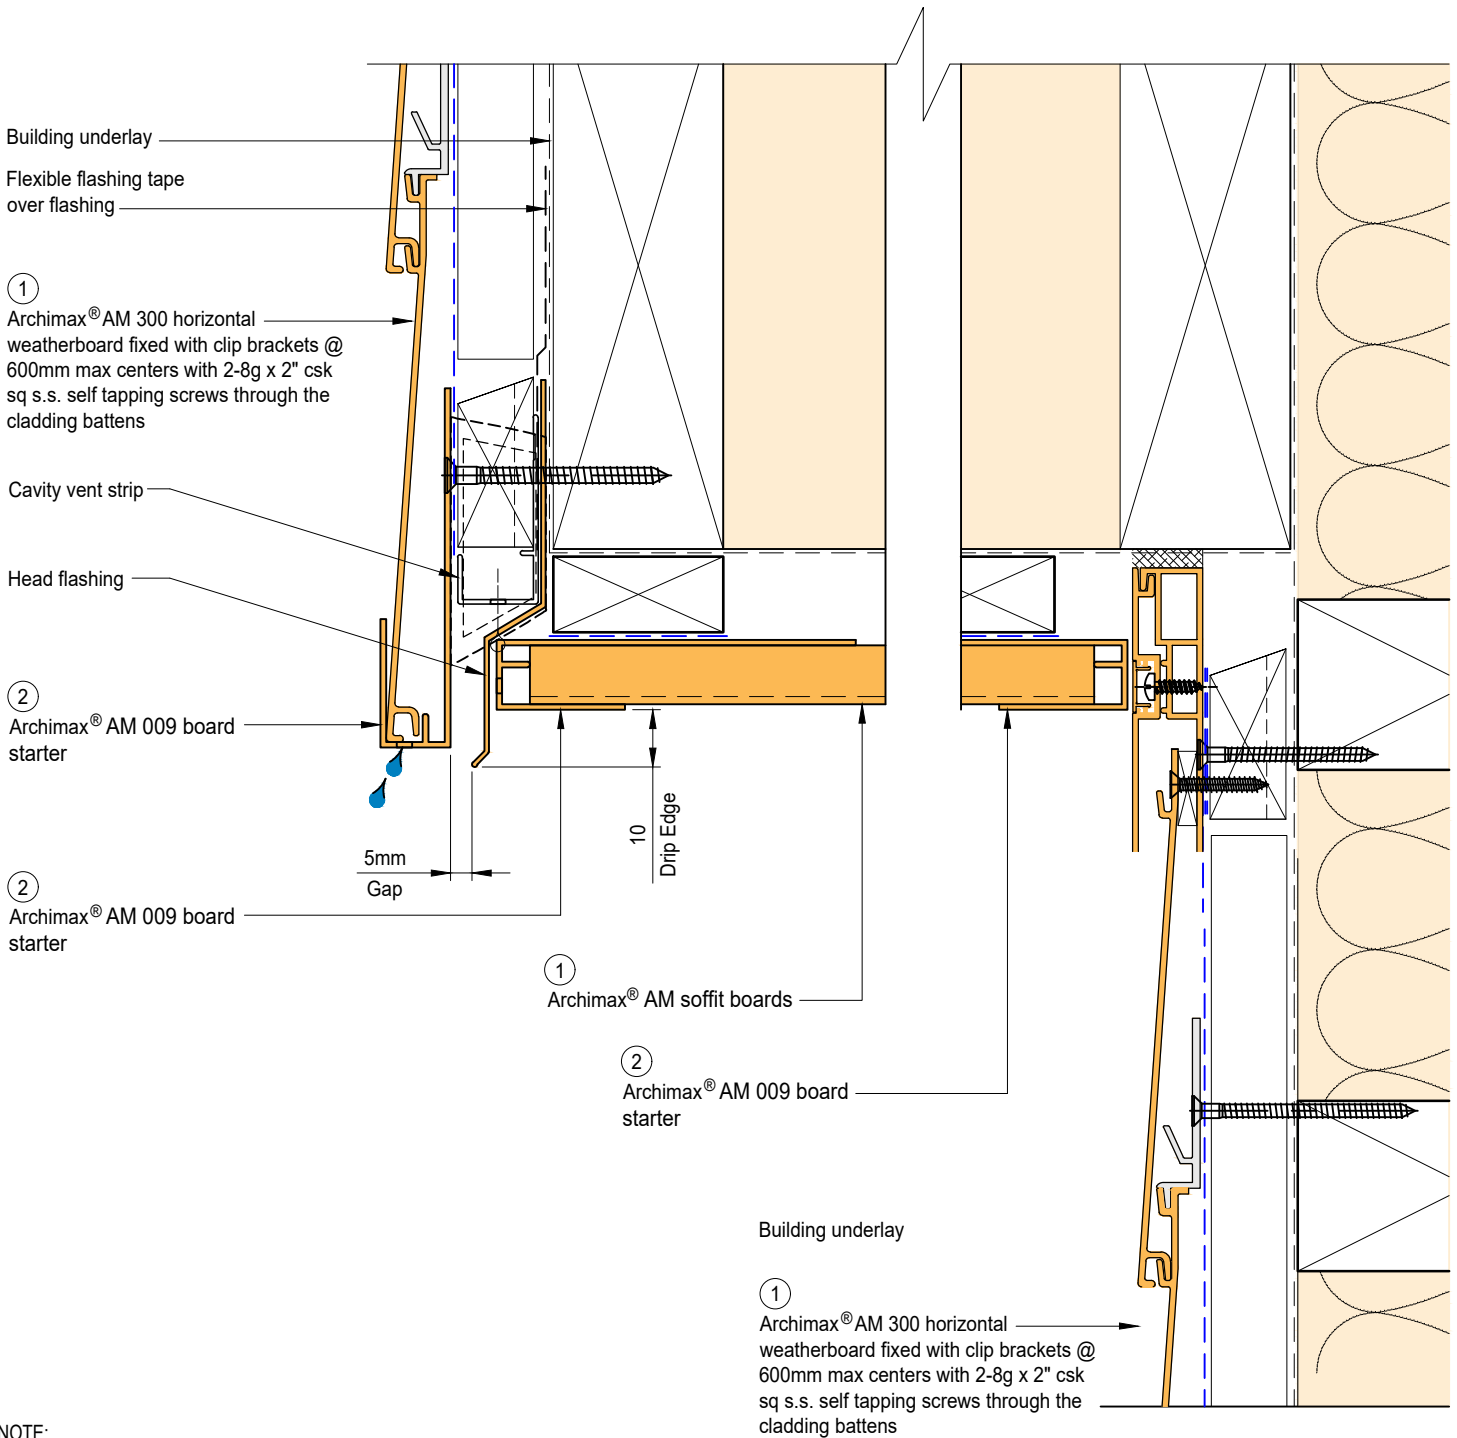 Building underlay
Flexible flashing tape
over flashing
1
Archimax® AM 300 horizontal
weatherboard fixed with clip brackets @
600mm max centers with 2-8g x 2" csk
sq s.s. self tapping screws through the
cladding battens
Cavity vent strip
Head flashing
2
Archimax® AM 009 board
starter
5mm
Gap
10
Drip Edge
2
Archimax® AM 009 board
starter
1
Archimax® AM soffit boards
2
Archimax® AM 009 board
starter
Building underlay
1
Archimax® AM 300 horizontal
weatherboard fixed with clip brackets @
600mm max centers with 2-8g x 2" csk
sq s.s. self tapping screws through the
cladding battens
NOTE: